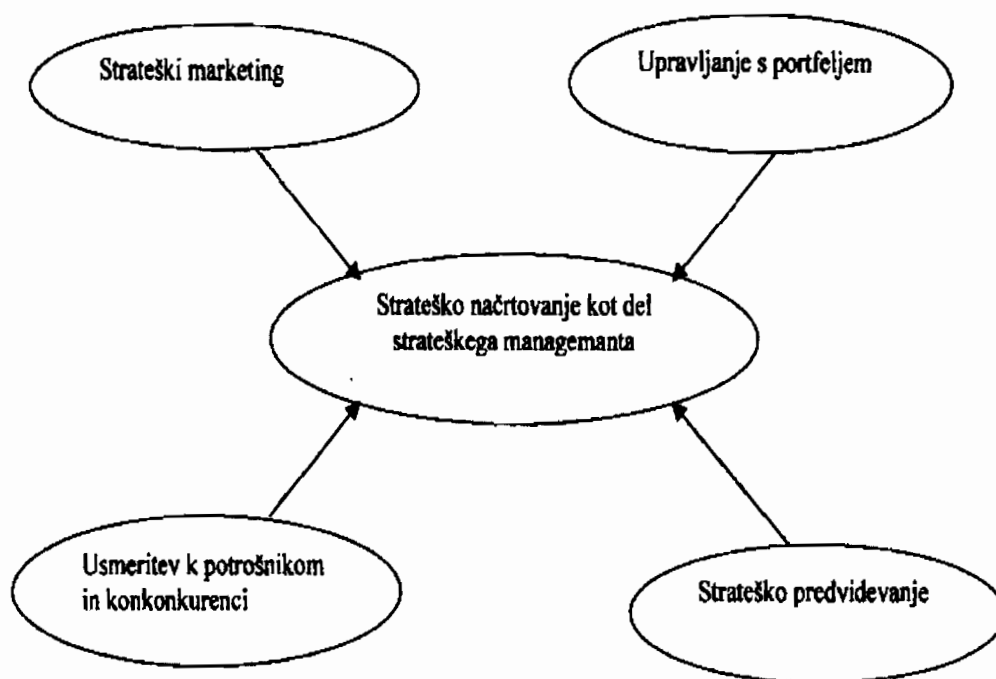 Strateški marketing
Upravljanje s portfeljem
Strateško načrtovanje kot del
strateškega managemanta
Usmeritev k potrošnikom
in konkonkurenci
Strateško predvidevanje